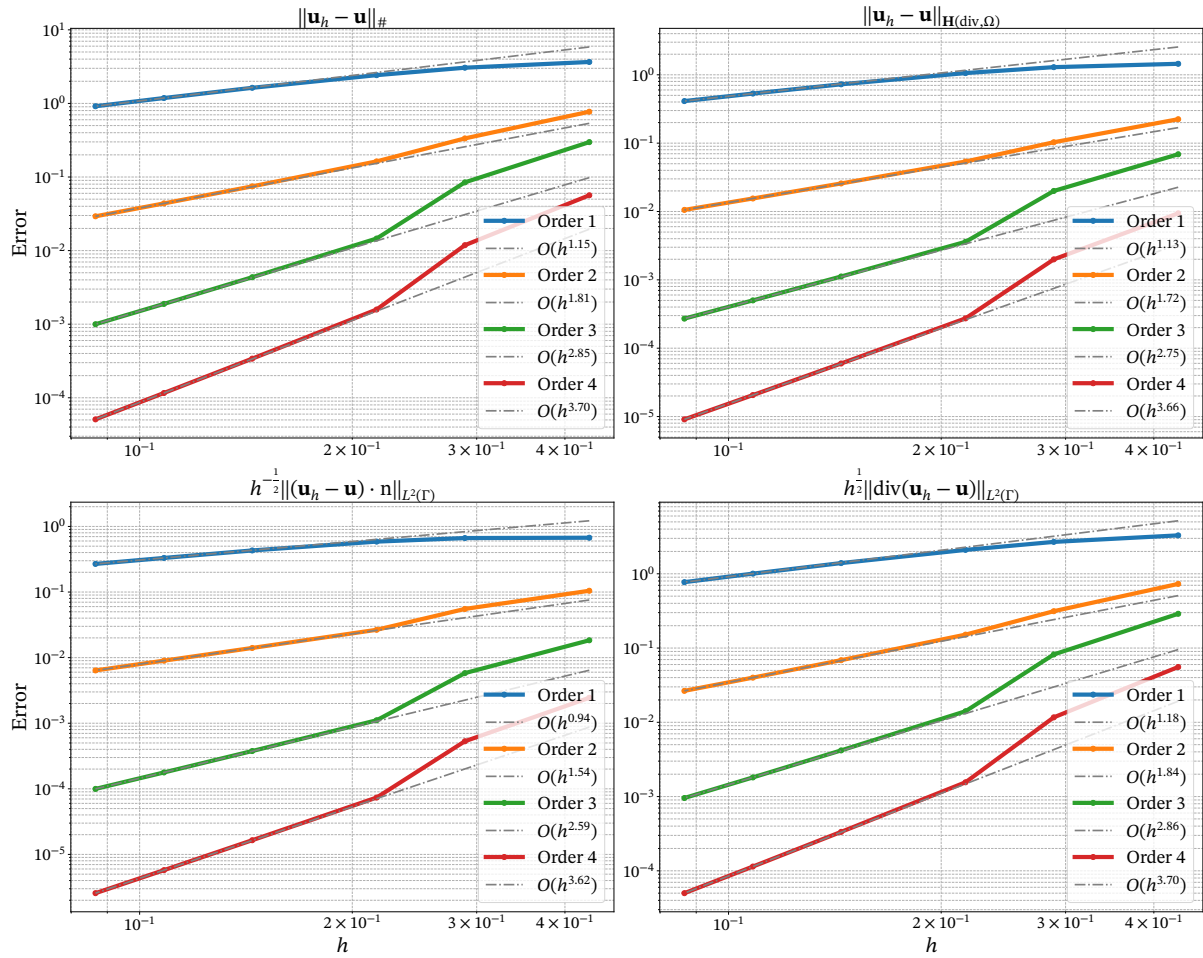 ||𝐮_h − 𝐮||_#
Error
10^1
10^0
10^−1
10^−2
10^−3
10^−4
10^−1
2 × 10^−1
3 × 10^−1
4 × 10^−1
Order 1
O(h^1.15)
Order 2
O(h^1.81)
Order 3
O(h^2.85)
Order 4
O(h^3.70)
||𝐮_h − 𝐮||_𝐇(div,Ω)
10^0
10^−1
10^−2
10^−3
10^−4
10^−5
10^−1
2 × 10^−1
3 × 10^−1
4 × 10^−1
Order 1
O(h^1.13)
Order 2
O(h^1.72)
Order 3
O(h^2.75)
Order 4
O(h^3.66)
h^−1/2||(𝐮_h − 𝐮) · n||_L²(Γ)
Error
10^0
10^−1
10^−2
10^−3
10^−4
10^−5
10^−1
2 × 10^−1
3 × 10^−1
4 × 10^−1
h
Order 1
O(h^0.94)
Order 2
O(h^1.54)
Order 3
O(h^2.59)
Order 4
O(h^3.62)
h^1/2||div(𝐮_h − 𝐮)||_L²(Γ)
10^0
10^−1
10^−2
10^−3
10^−4
10^−1
2 × 10^−1
3 × 10^−1
4 × 10^−1
h
Order 1
O(h^1.18)
Order 2
O(h^1.84)
Order 3
O(h^2.86)
Order 4
O(h^3.70)